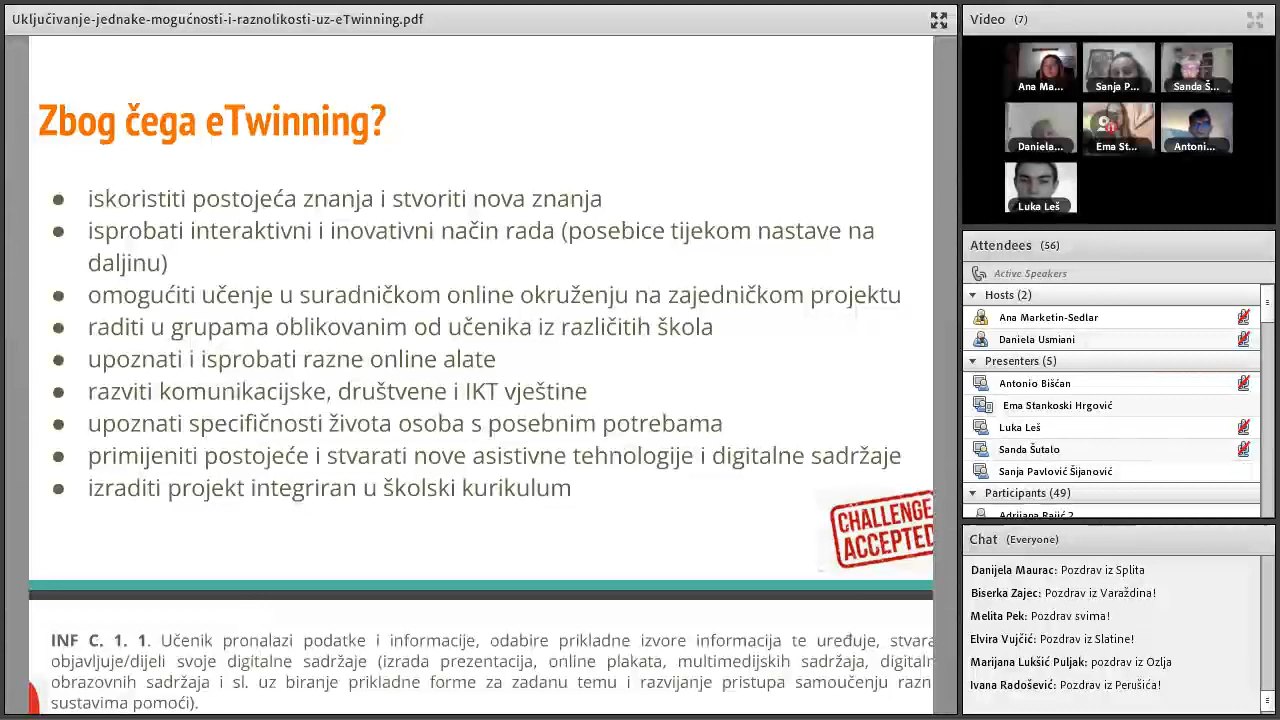 Uključivanje-jednake-mogućnosti-i-raznolikosti-uz-eTwinning.pdf
Zbog čega eTwinning?
iskoristiti postojeća znanja i stvoriti nova znanja
isprobati interaktivni i inovativni način rada (posebice tijekom nastave na
daljinu)
omogućiti učenje u suradničkom online okruženju na zajedničkom projektu
raditi u grupama oblikovanim od učenika iz različitih škola
upoznati i isprobati razne online alate
razviti komunikacijske, društvene i IKT vještine
upoznati specifičnosti života osoba s posebnim potrebama
primijeniti postojeće i stvarati nove asistivne tehnologije i digitalne sadržaje
izraditi projekt integriran u školski kurikulum
CHALLENGE
ACCEPTED
INF C. 1. 1. Učenik pronalazi podatke i informacije, odabire prikladne izvore informacija te uređuje, stvara
objavljuje/dijeli svoje digitalne sadržaje (izrada prezentacija, online plakata, multimedijskih sadržaja, digitaln
obrazovnih sadržaja i sl. uz biranje prikladne forme za zadanu temu i razvijanje pristupa samoučenju razn
sustavima pomoći).
Video (7)
Ana Ma...
Sanja P...
Sanda Š...
Daniela...
Ema St...
Antoni...
Luka Leš
Attendees (56)
Active Speakers
Hosts (2)
Ana Marketin-Sedlar
Daniela Usmiani
Presenters (5)
Antonio Bišćan
Ema Stankoski Hrgović
Luka Leš
Sanda Šutalo
Sanja Pavlović Šijanović
Participants (49)
Adrijana Rajić 2
Chat (Everyone)
Danijela Maurac: Pozdrav iz Splita
Biserka Zajec: Pozdrav iz Varaždina!
Melita Pek: Pozdrav svima!
Elvira Vujčić: Pozdrav iz Slatine!
Marijana Lukšić Puljak: pozdrav iz Ozlja
Ivana Radošević: Pozdrav iz Perušića!